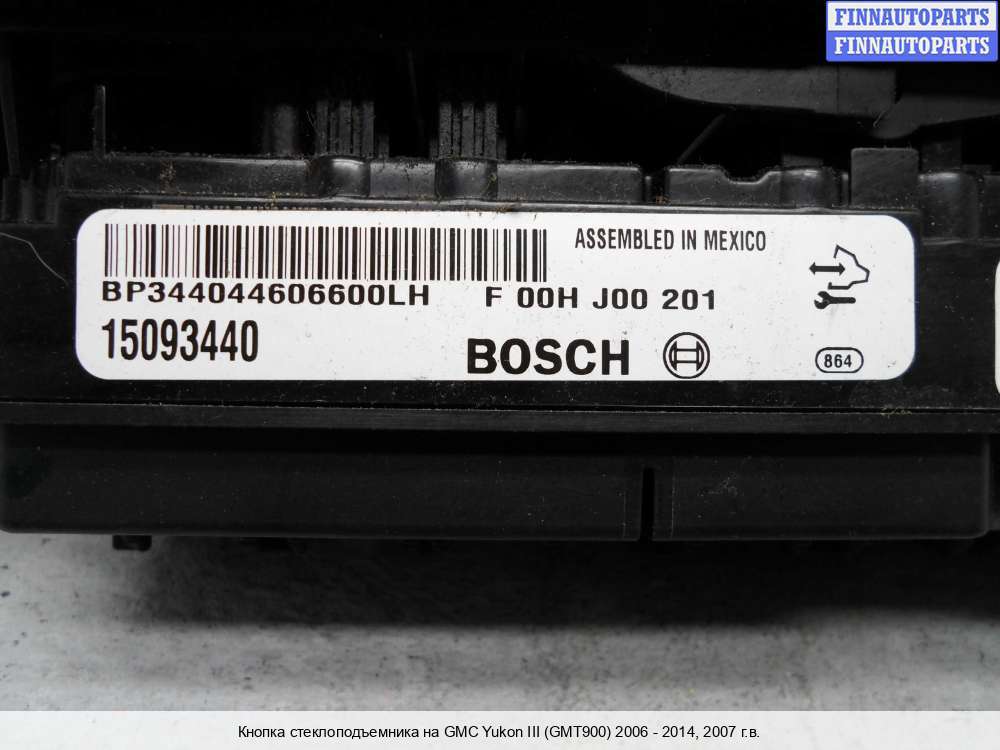 FINNAUTOPARTS
FINNAUTOPARTS
ASSEMBLED IN MEXICO
BP344044606600LH F 00H J00 201
15093440
BOSCH
864
Кнопка стеклоподъемника на GMC Yukon III (GMT900) 2006 - 2014, 2007 г.в.